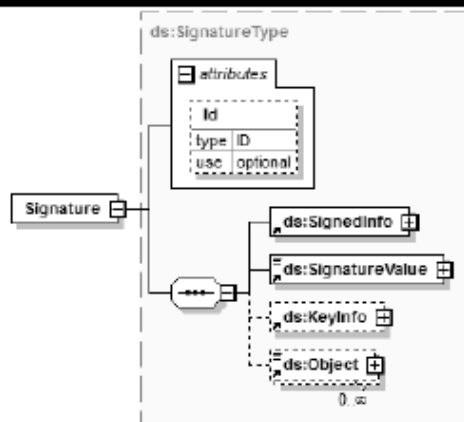 ds:SignatureType
attributes
Id
type ID
use optional
Signature
ds:SignedInfo
ds:SignatureValue
ds:KeyInfo
ds:Object
0..∞